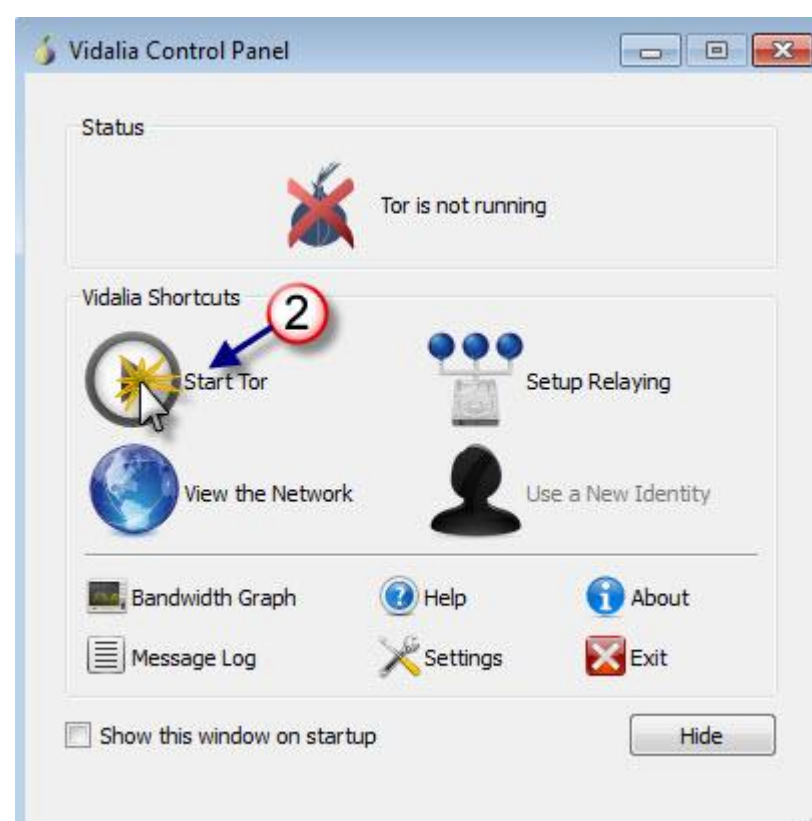 Vidalia Control Panel
Status
Tor is not running
Vidalia Shortcuts
2
Start Tor
Setup Relaying
View the Network
Use a New Identity
Bandwidth Graph
Help
About
Message Log
Settings
Exit
Show this window on startup
Hide